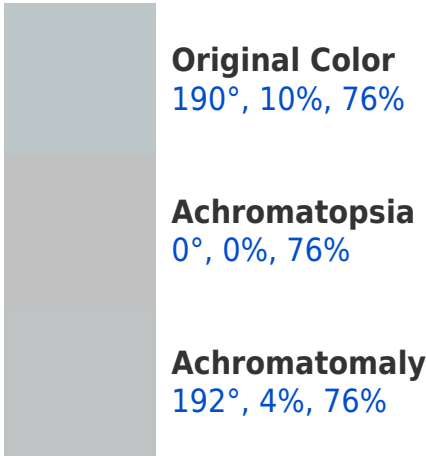 Original Color
190°, 10%, 76%
Achromatopsia
0°, 0%, 76%
Achromatomaly
192°, 4%, 76%